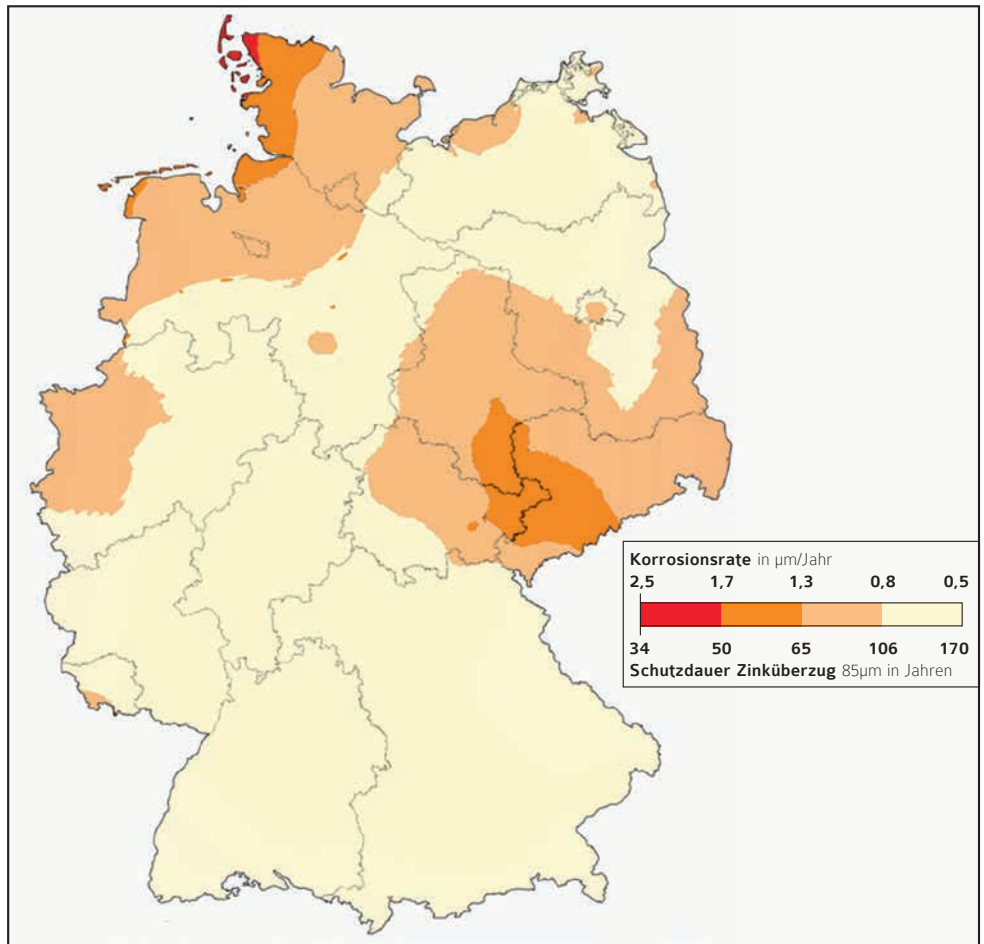 Korrosionsrate in µm/Jahr
2,5 1,7 1,3 0,8 0,5
34 50 65 106 170
Schutzdauer Zinküberzug 85µm in Jahren